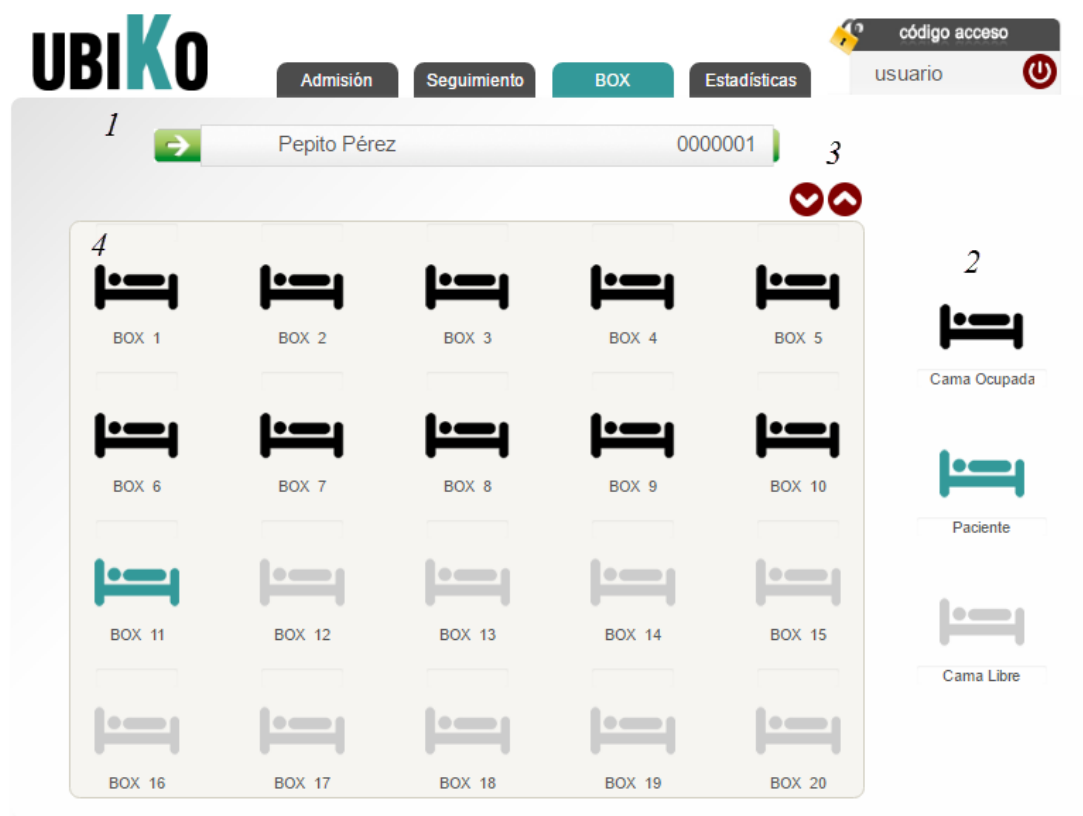 UBIKO
código acceso
Admisión Seguimiento BOX Estadísticas usuario
1
Pepito Pérez 0000001
3
4
2
BOX 1 BOX 2 BOX 3 BOX 4 BOX 5
Cama Ocupada
BOX 6 BOX 7 BOX 8 BOX 9 BOX 10
Paciente
BOX 11 BOX 12 BOX 13 BOX 14 BOX 15
Cama Libre
BOX 16 BOX 17 BOX 18 BOX 19 BOX 20